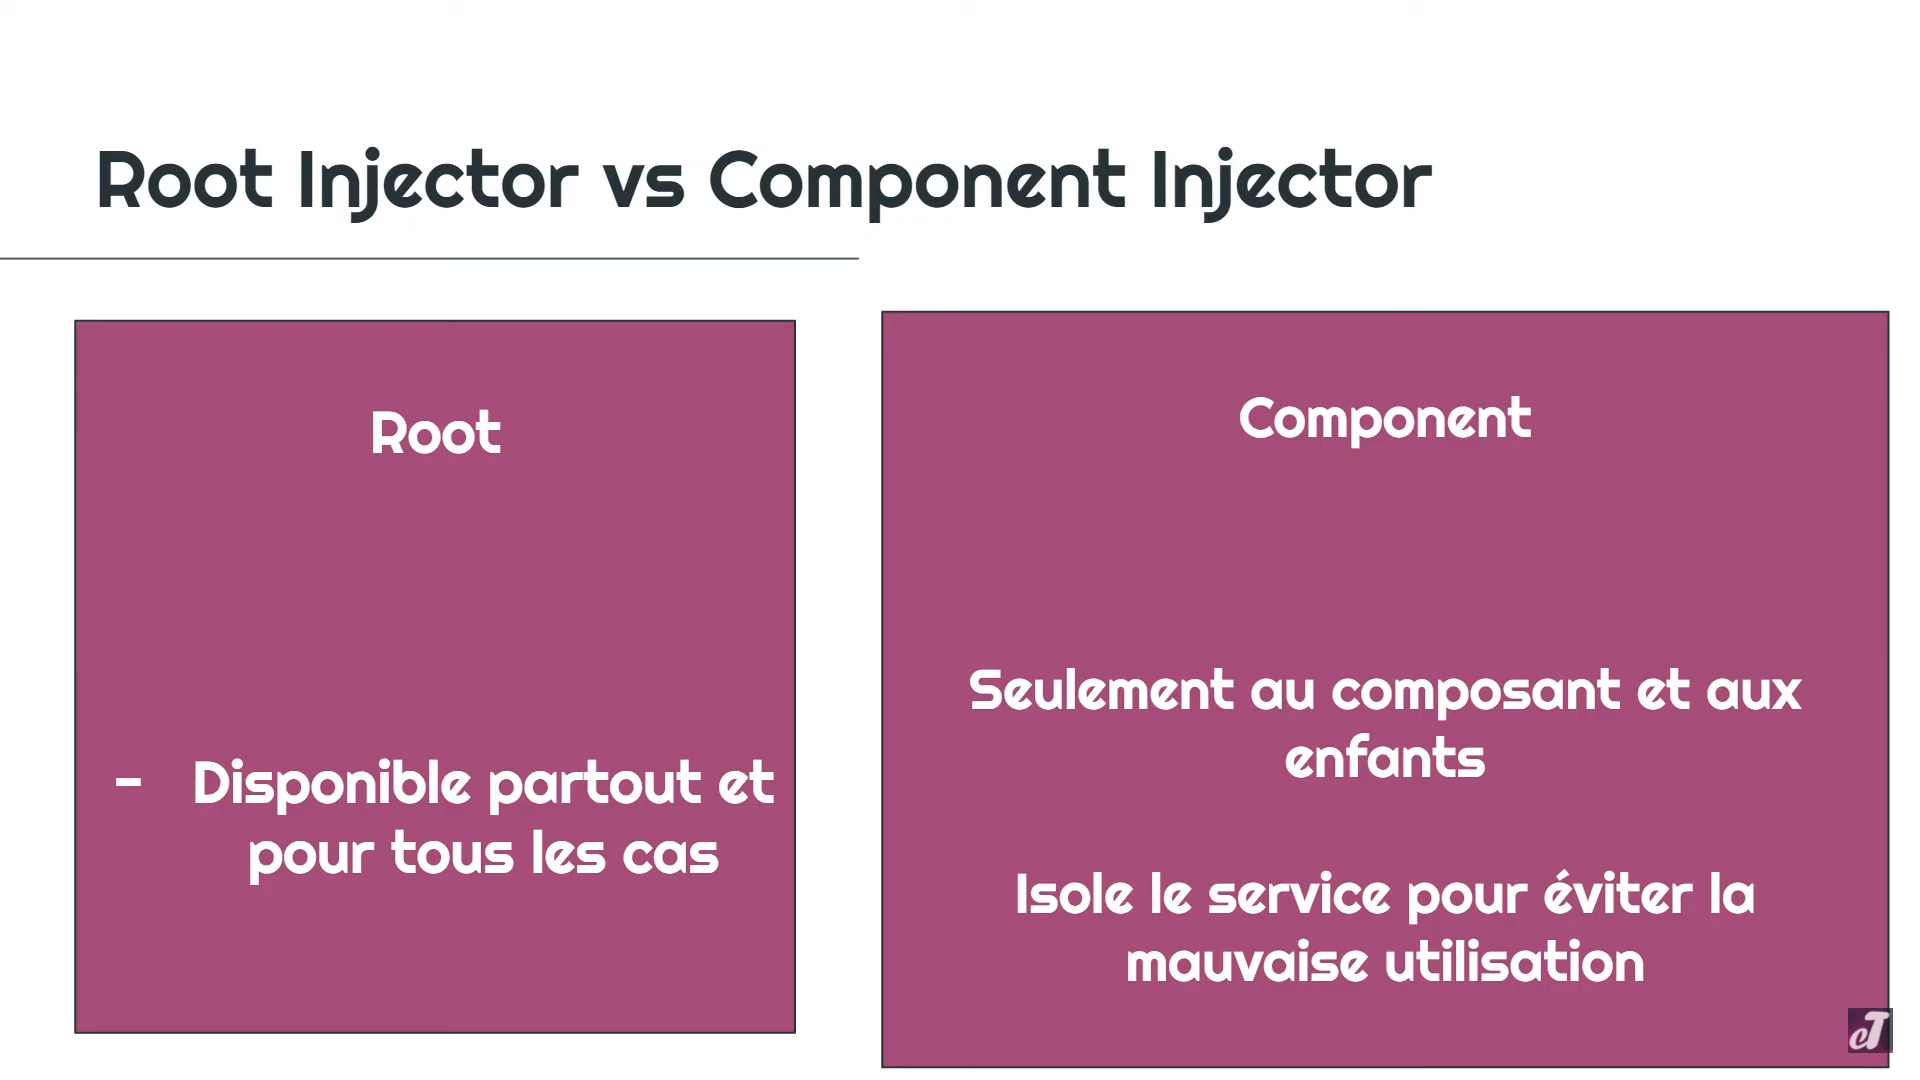 Root Injector vs Component Injector
Root
- Disponible partout et
pour tous les cas
Component
Seulement au composant et aux
enfants
Isole le service pour éviter la
mauvaise utilisation
eT